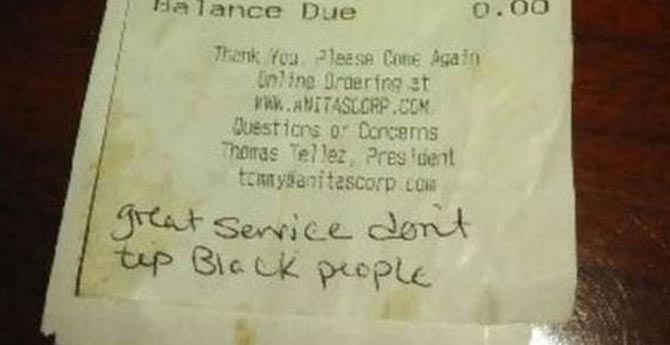 Balance Due 0.00
Thank You, Please Come Again
Online Ordering at
WWW.ANITASCORP.COM
Questions or Concerns
Thomas Tellez, President
tommy@anitascorp.com
great service don't
tip Black people